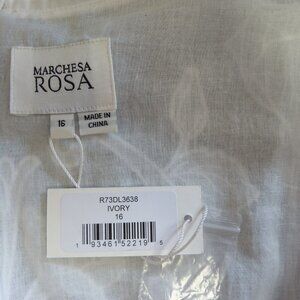 MARCHESA
ROSA
16
MADE IN
CHINA
R73DL3638
IVORY
16
1 93461 52219 5